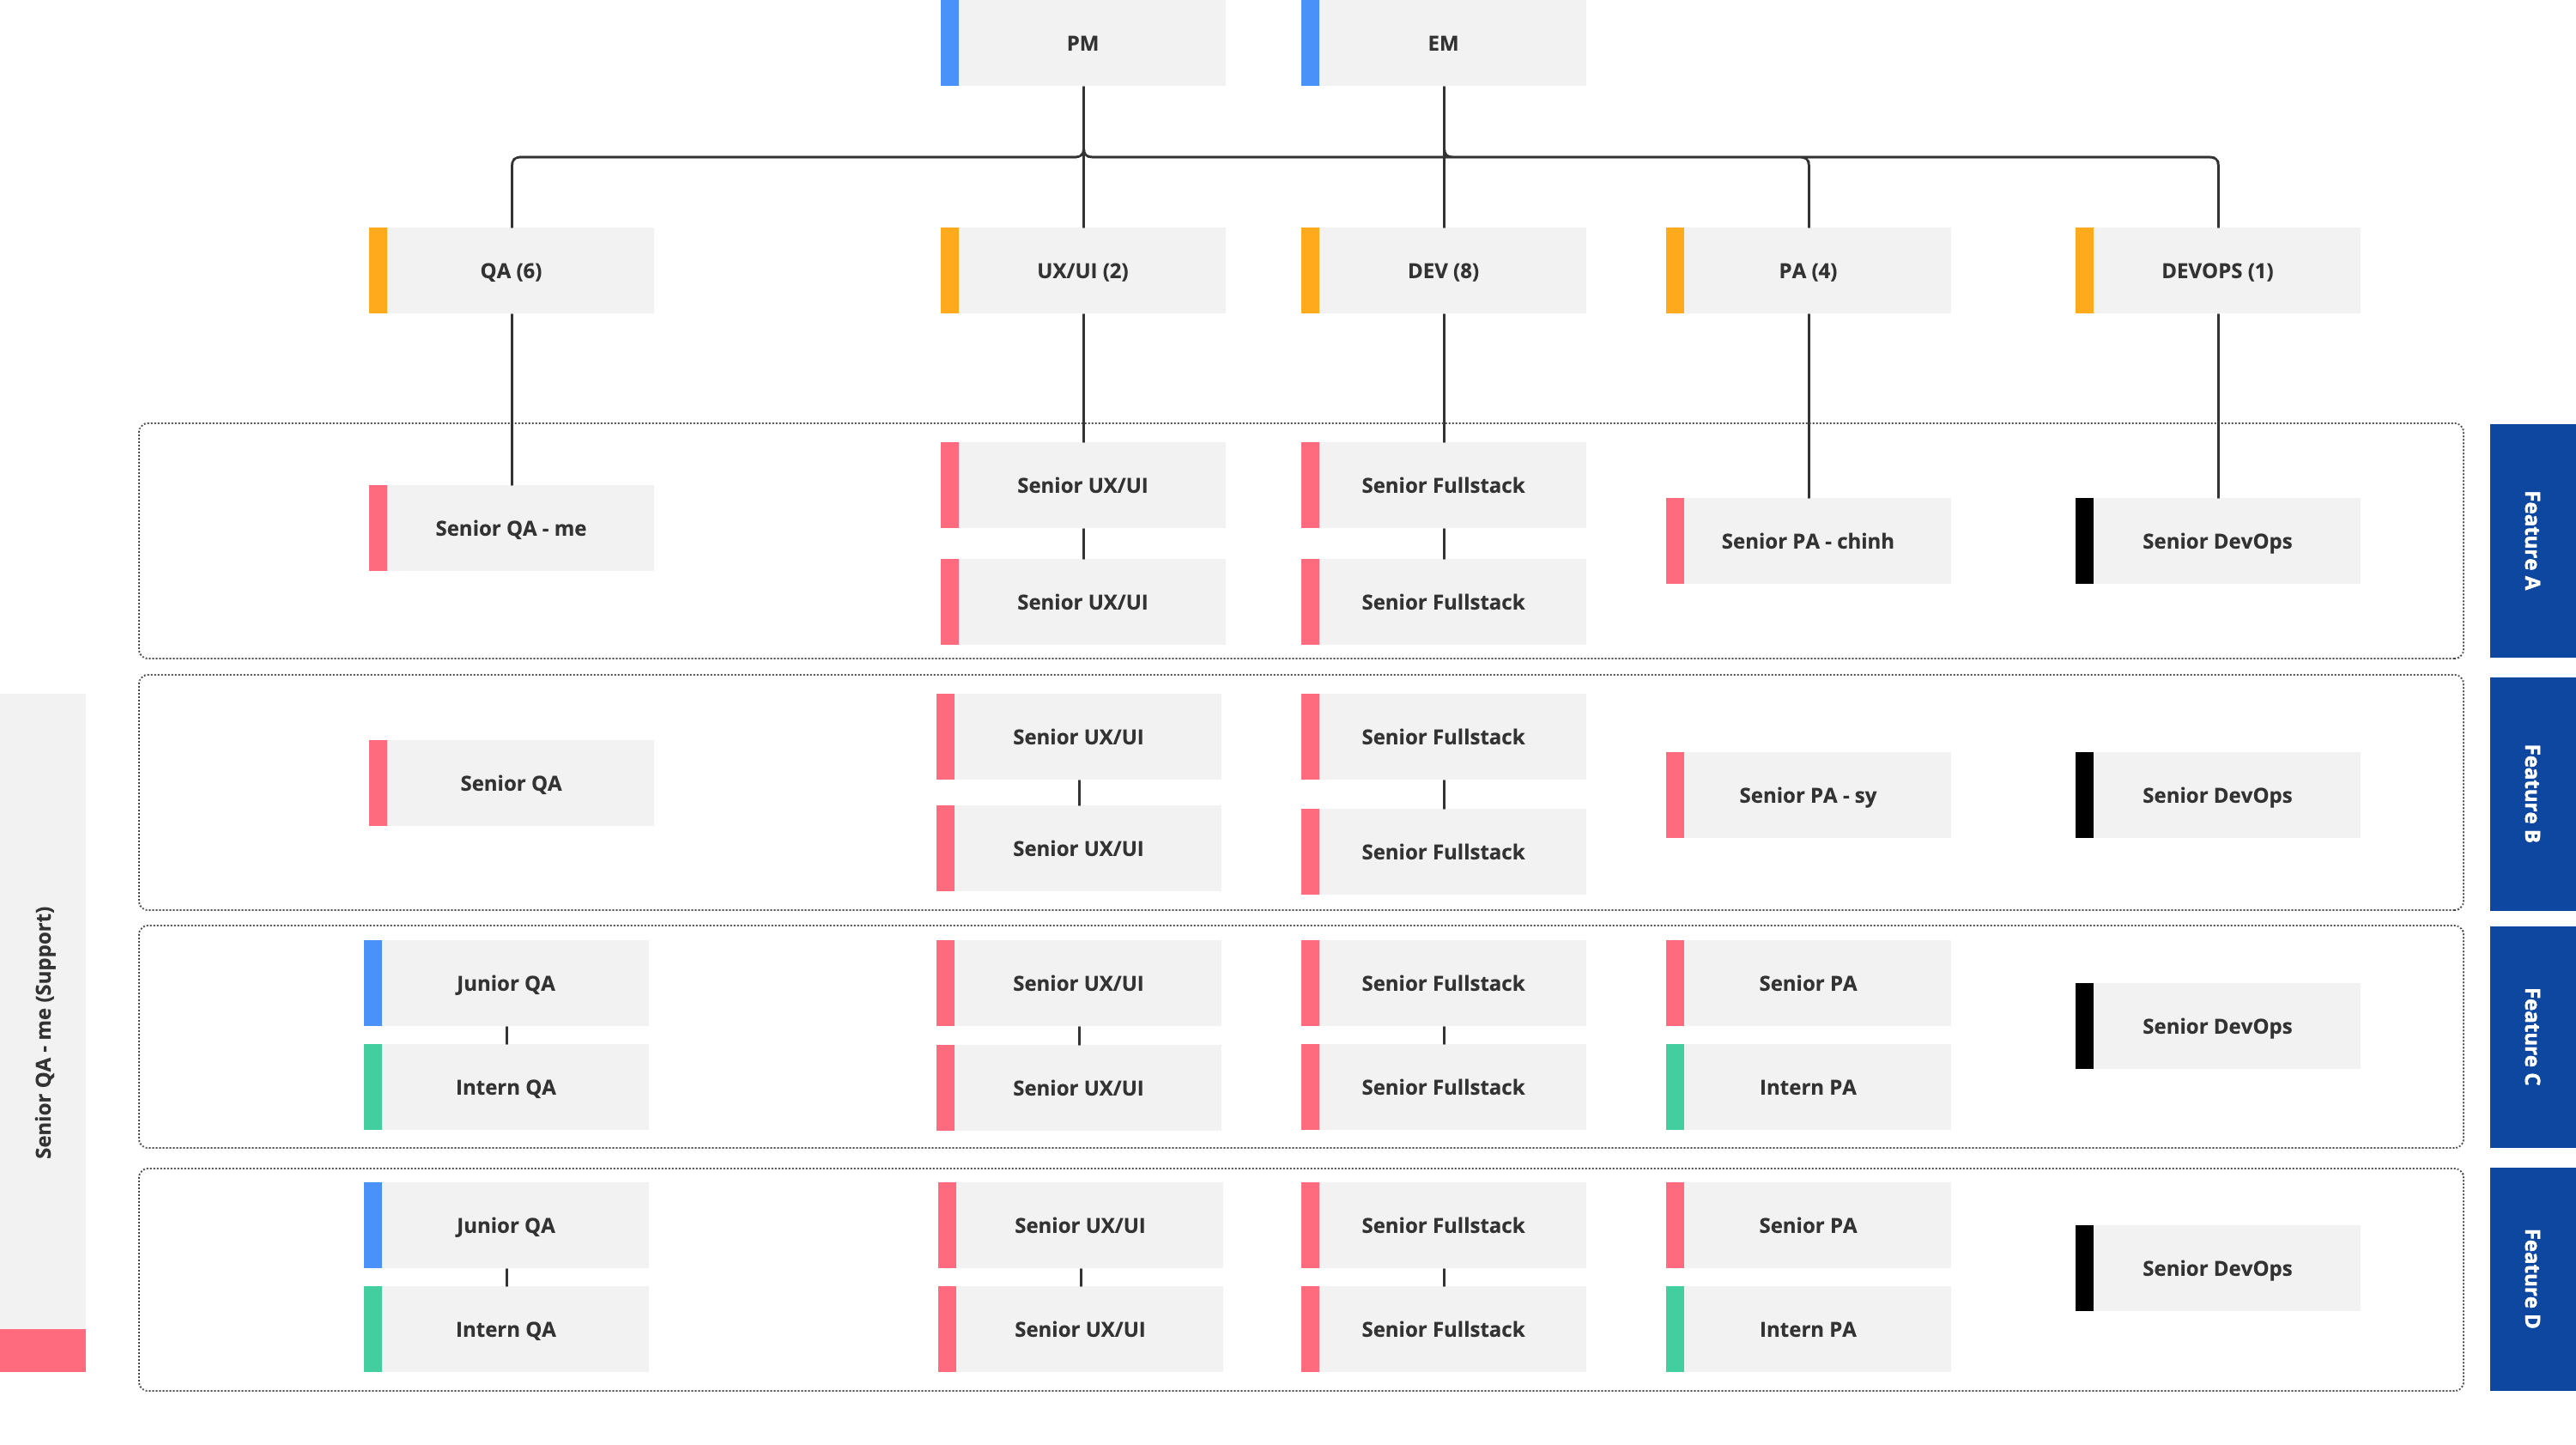 PM
EM
QA (6)
UX/UI (2)
DEV (8)
PA (4)
DEVOPS (1)
Feature A
Senior QA - me
Senior UX/UI
Senior UX/UI
Senior Fullstack
Senior Fullstack
Senior PA - chinh
Senior DevOps
Senior QA - me (Support)
Feature B
Senior QA
Senior UX/UI
Senior UX/UI
Senior Fullstack
Senior Fullstack
Senior PA - sy
Senior DevOps
Feature C
Junior QA
Intern QA
Senior UX/UI
Senior UX/UI
Senior Fullstack
Senior Fullstack
Senior PA
Intern PA
Senior DevOps
Feature D
Junior QA
Intern QA
Senior UX/UI
Senior UX/UI
Senior Fullstack
Senior Fullstack
Senior PA
Intern PA
Senior DevOps